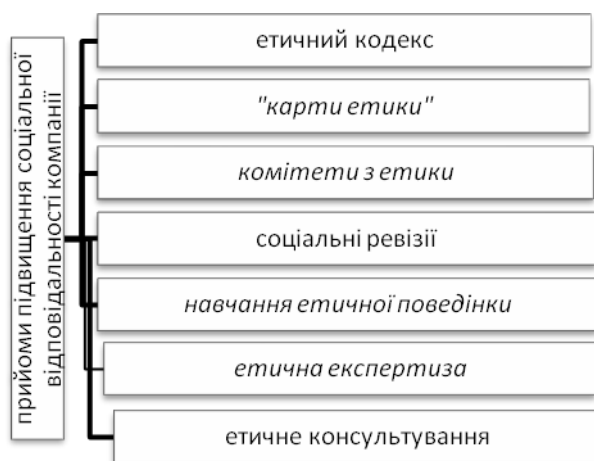 прийоми підвищення соціальної
відповідальності компанії
етичний кодекс
"карти етики"
комітети з етики
соціальні ревізії
навчання етичної поведінки
етична експертиза
етичне консультування